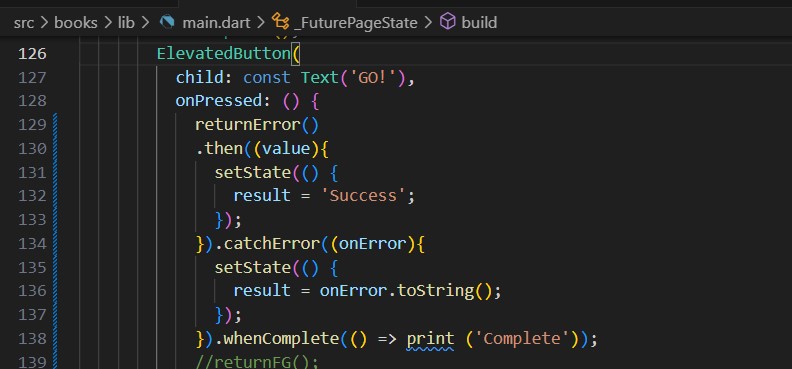 src > books > lib > main.dart > _FuturePageState > build
126 ElevatedButton(
127 child: const Text('GO!'),
128 onPressed: () {
129 returnError()
130 .then((value){
131 setState(() {
132 result = 'Success';
133 });
134 }).catchError((onError){
135 setState(() {
136 result = onError.toString();
137 });
138 }).whenComplete(() => print ('Complete'));
139 //returnFG();